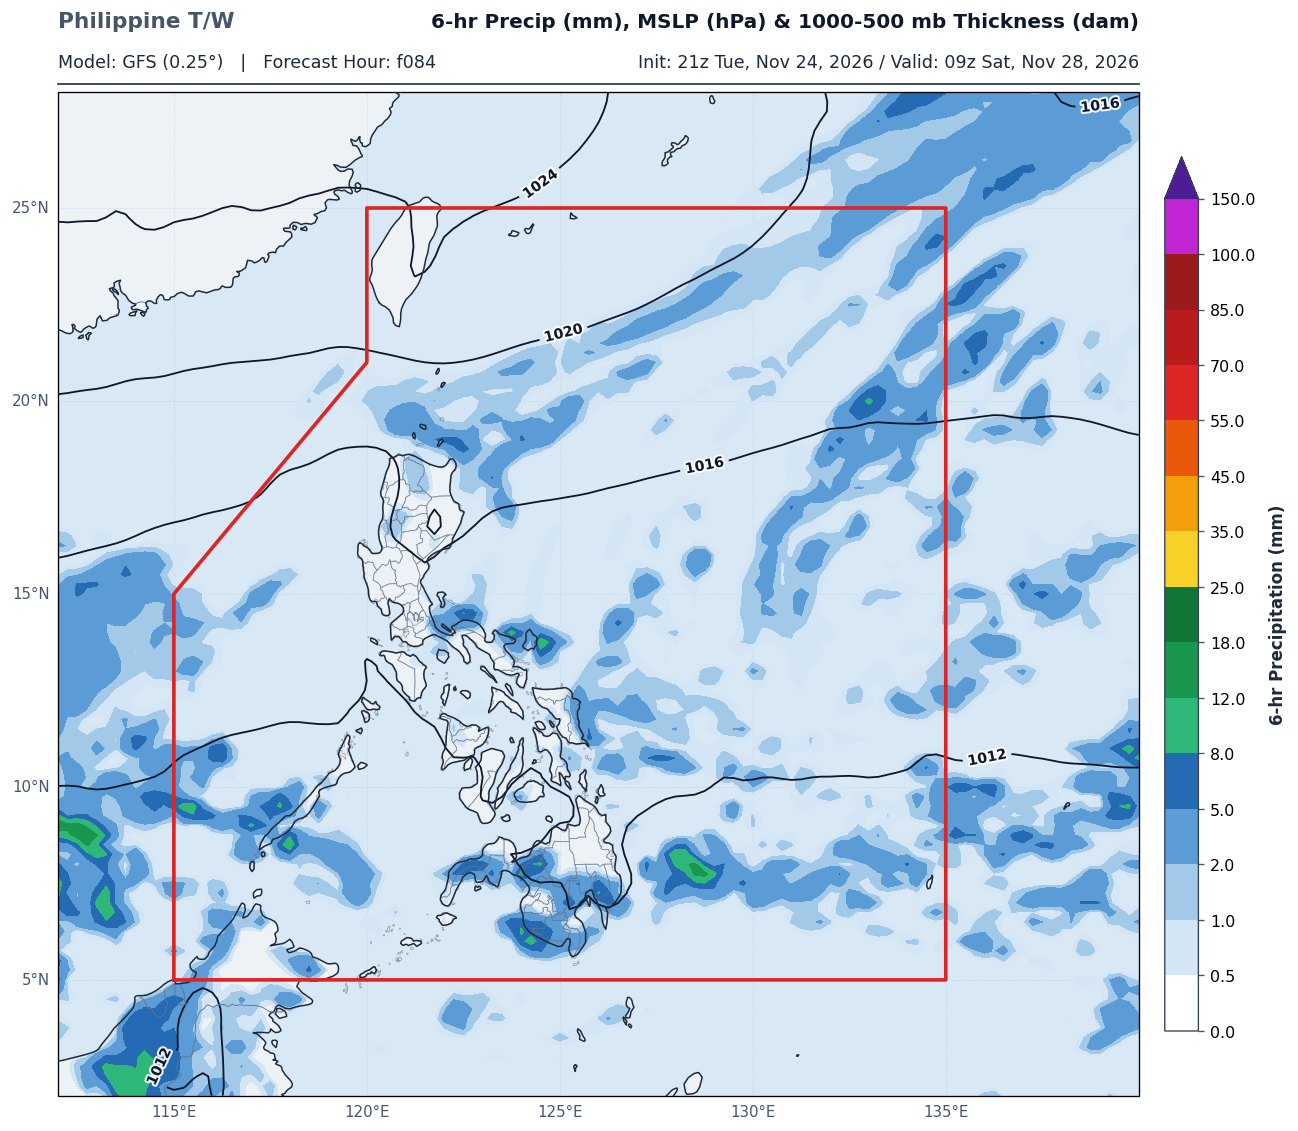 Philippine T/W
6-hr Precip (mm), MSLP (hPa) & 1000-500 mb Thickness (dam)
Model: GFS (0.25°) | Forecast Hour: f084
Init: 21z Tue, Nov 24, 2026 / Valid: 09z Sat, Nov 28, 2026
1016
1024
1020
1016
1012
1012
25°N
20°N
15°N
10°N
5°N
115°E
120°E
125°E
130°E
135°E
150.0
100.0
85.0
70.0
55.0
45.0
35.0
25.0
18.0
12.0
8.0
5.0
2.0
1.0
0.5
0.0
6-hr Precipitation (mm)